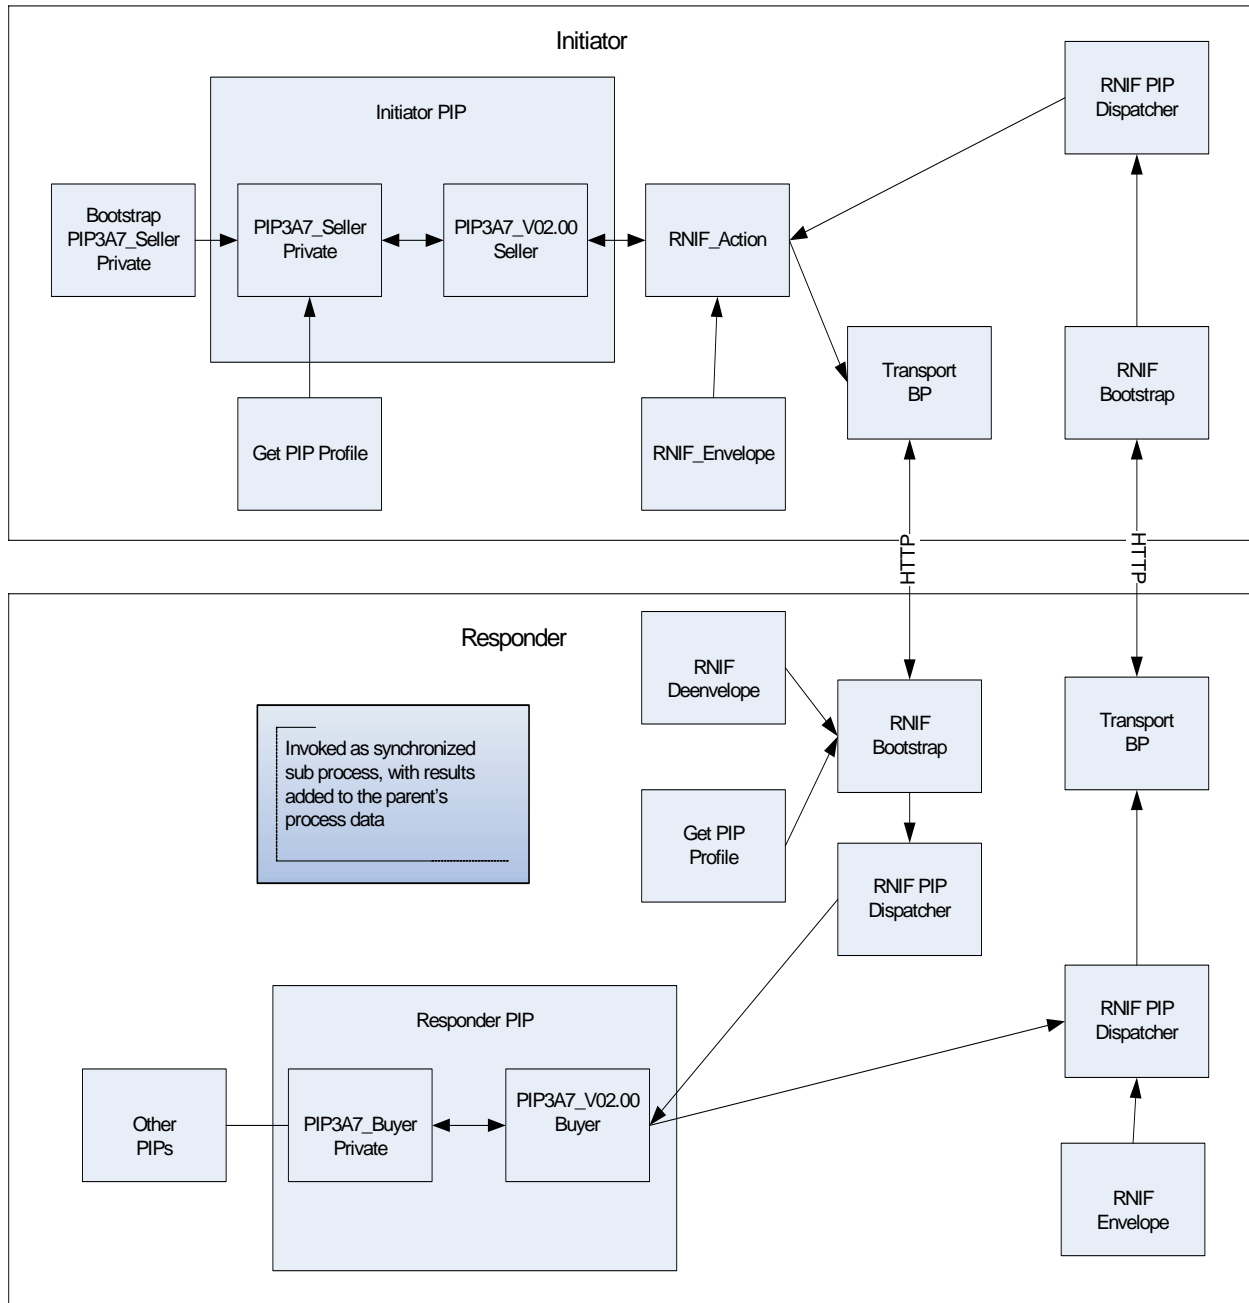 Initiator
Initiator PIP
RNIF PIP
Dispatcher
Bootstrap
PIP3A7_Seller
Private
PIP3A7_Seller
Private
PIP3A7_V02.00
Seller
RNIF_Action
Get PIP Profile
RNIF_Envelope
Transport
BP
RNIF
Bootstrap
HTTP
HTTP
Responder
RNIF
Deenvelope
RNIF
Bootstrap
Transport
BP
Invoked as synchronized
sub process, with results
added to the parent's
process data
Get PIP
Profile
RNIF PIP
Dispatcher
Responder PIP
RNIF PIP
Dispatcher
Other
PIPs
PIP3A7_Buyer
Private
PIP3A7_V02.00
Buyer
RNIF
Envelope